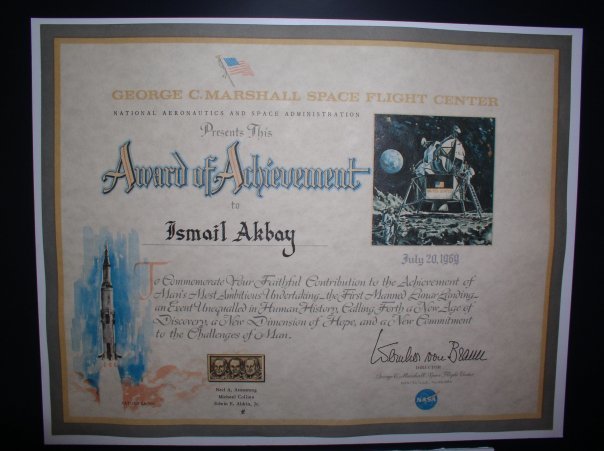 GEORGE C. MARSHALL SPACE FLIGHT CENTER
NATIONAL AERONAUTICS AND SPACE ADMINISTRATION
Presents This
Award of Achievement
to
Ismail Akbay
July 20, 1969
To Commemorate Your Faithful Contribution to the Achievement of
Man's Most Ambitious Undertaking—the First Manned Lunar Landing—
an Event Unequalled in Human History, Calling Forth a New Age of
Discovery, a New Dimension of Hope, and a New Commitment
to the Challenges of Man.
Wernher von Braun
DIRECTOR
George C. Marshall Space Flight Center
Neil A. Armstrong
Michael Collins
Edwin E. Aldrin, Jr.
NASA